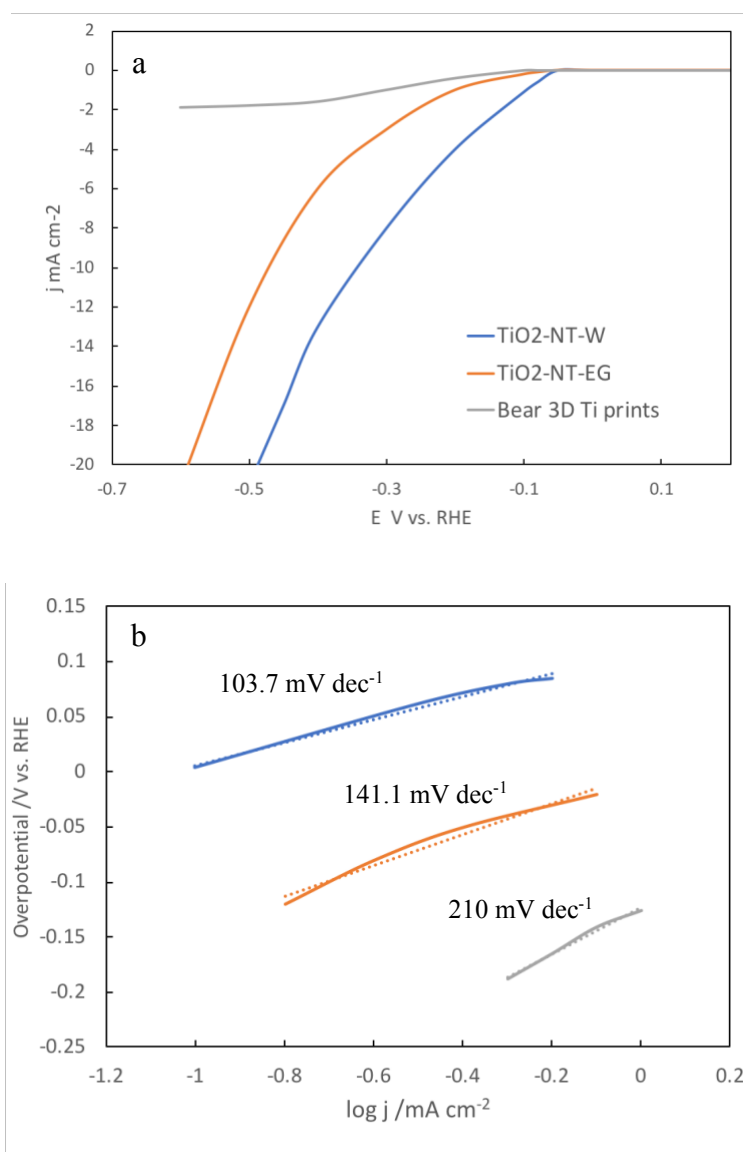 a
2
0
-2
-4
-6
-8
-10
-12
-14
-16
-18
-20
j mA cm-2
TiO2-NT-W
TiO2-NT-EG
Bear 3D Ti prints
-0.7
-0.5
-0.3
-0.1
0.1
E V vs. RHE
b
0.15
0.1
0.05
0
-0.05
-0.1
-0.15
-0.2
-0.25
Overpotential /V vs. RHE
103.7 mV dec⁻¹
141.1 mV dec⁻¹
210 mV dec⁻¹
-1.2
-1
-0.8
-0.6
-0.4
-0.2
0
0.2
log j /mA cm⁻²